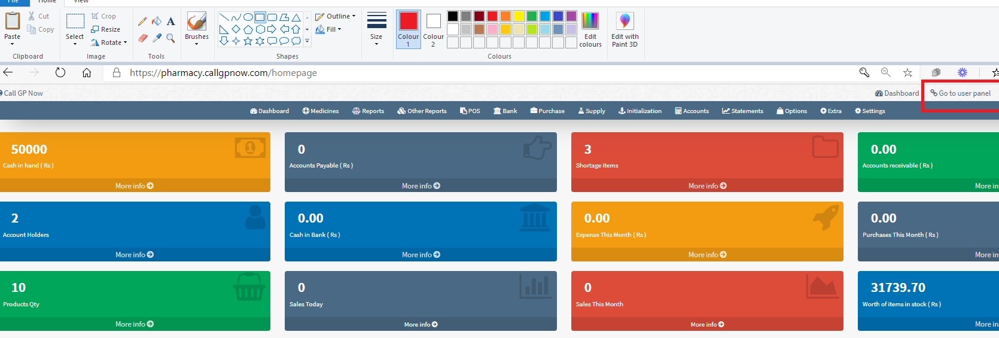 File Home View
Cut
Copy
Paste
Clipboard
Select
Crop
Resize
Rotate
Image
Tools
Brushes
Shapes
Outline
Fill
Size
Colour 1
Colour 2
Edit colours
Edit with Paint 3D
Colours
https://pharmacy.callgpnow.com/homepage
Call GP Now Dashboard Go to user panel
Dashboard Medicines Reports Other Reports POS Bank Purchase Supply Initialization Accounts Statements Options Extra Settings
50000
Cash in hand ( Rs )
More info
0
Accounts Payable ( Rs )
More info
3
Shortage items
More info
0.00
Accounts receivable ( Rs )
More in
2
Account Holders
More info
0.00
Cash in Bank ( Rs )
More info
0.00
Expense This Month ( Rs )
More info
0.00
Purchases This Month ( Rs )
More in
10
Products Qty
More info
0
Sales Today
More info
0
Sales This Month
More info
31739.70
Worth of items in stock ( Rs )
More in